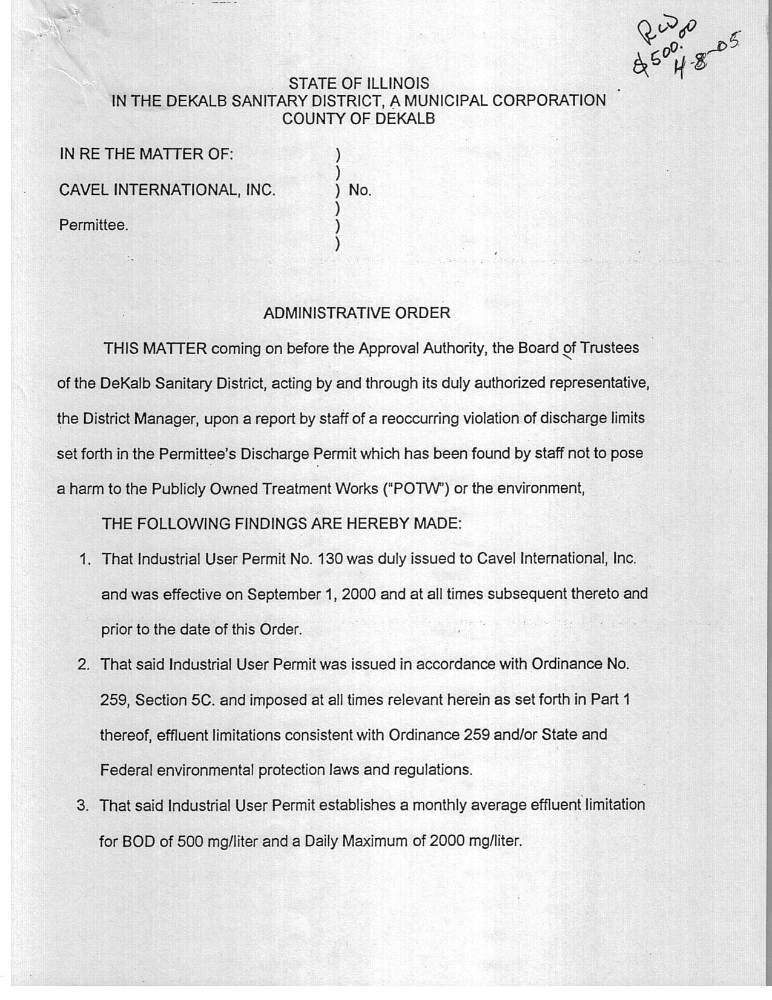 Rcvd
$500.00
4-8-05
STATE OF ILLINOIS
IN THE DEKALB SANITARY DISTRICT, A MUNICIPAL CORPORATION
COUNTY OF DEKALB
IN RE THE MATTER OF: )
)
CAVEL INTERNATIONAL, INC. ) No.
)
Permittee. )
)
ADMINISTRATIVE ORDER
THIS MATTER coming on before the Approval Authority, the Board of Trustees
of the DeKalb Sanitary District, acting by and through its duly authorized representative,
the District Manager, upon a report by staff of a reoccurring violation of discharge limits
set forth in the Permittee's Discharge Permit which has been found by staff not to pose
a harm to the Publicly Owned Treatment Works ("POTW") or the environment,
THE FOLLOWING FINDINGS ARE HEREBY MADE:
1. That Industrial User Permit No. 130 was duly issued to Cavel International, Inc.
and was effective on September 1, 2000 and at all times subsequent thereto and
prior to the date of this Order.
2. That said Industrial User Permit was issued in accordance with Ordinance No.
259, Section 5C. and imposed at all times relevant herein as set forth in Part 1
thereof, effluent limitations consistent with Ordinance 259 and/or State and
Federal environmental protection laws and regulations.
3. That said Industrial User Permit establishes a monthly average effluent limitation
for BOD of 500 mg/liter and a Daily Maximum of 2000 mg/liter.